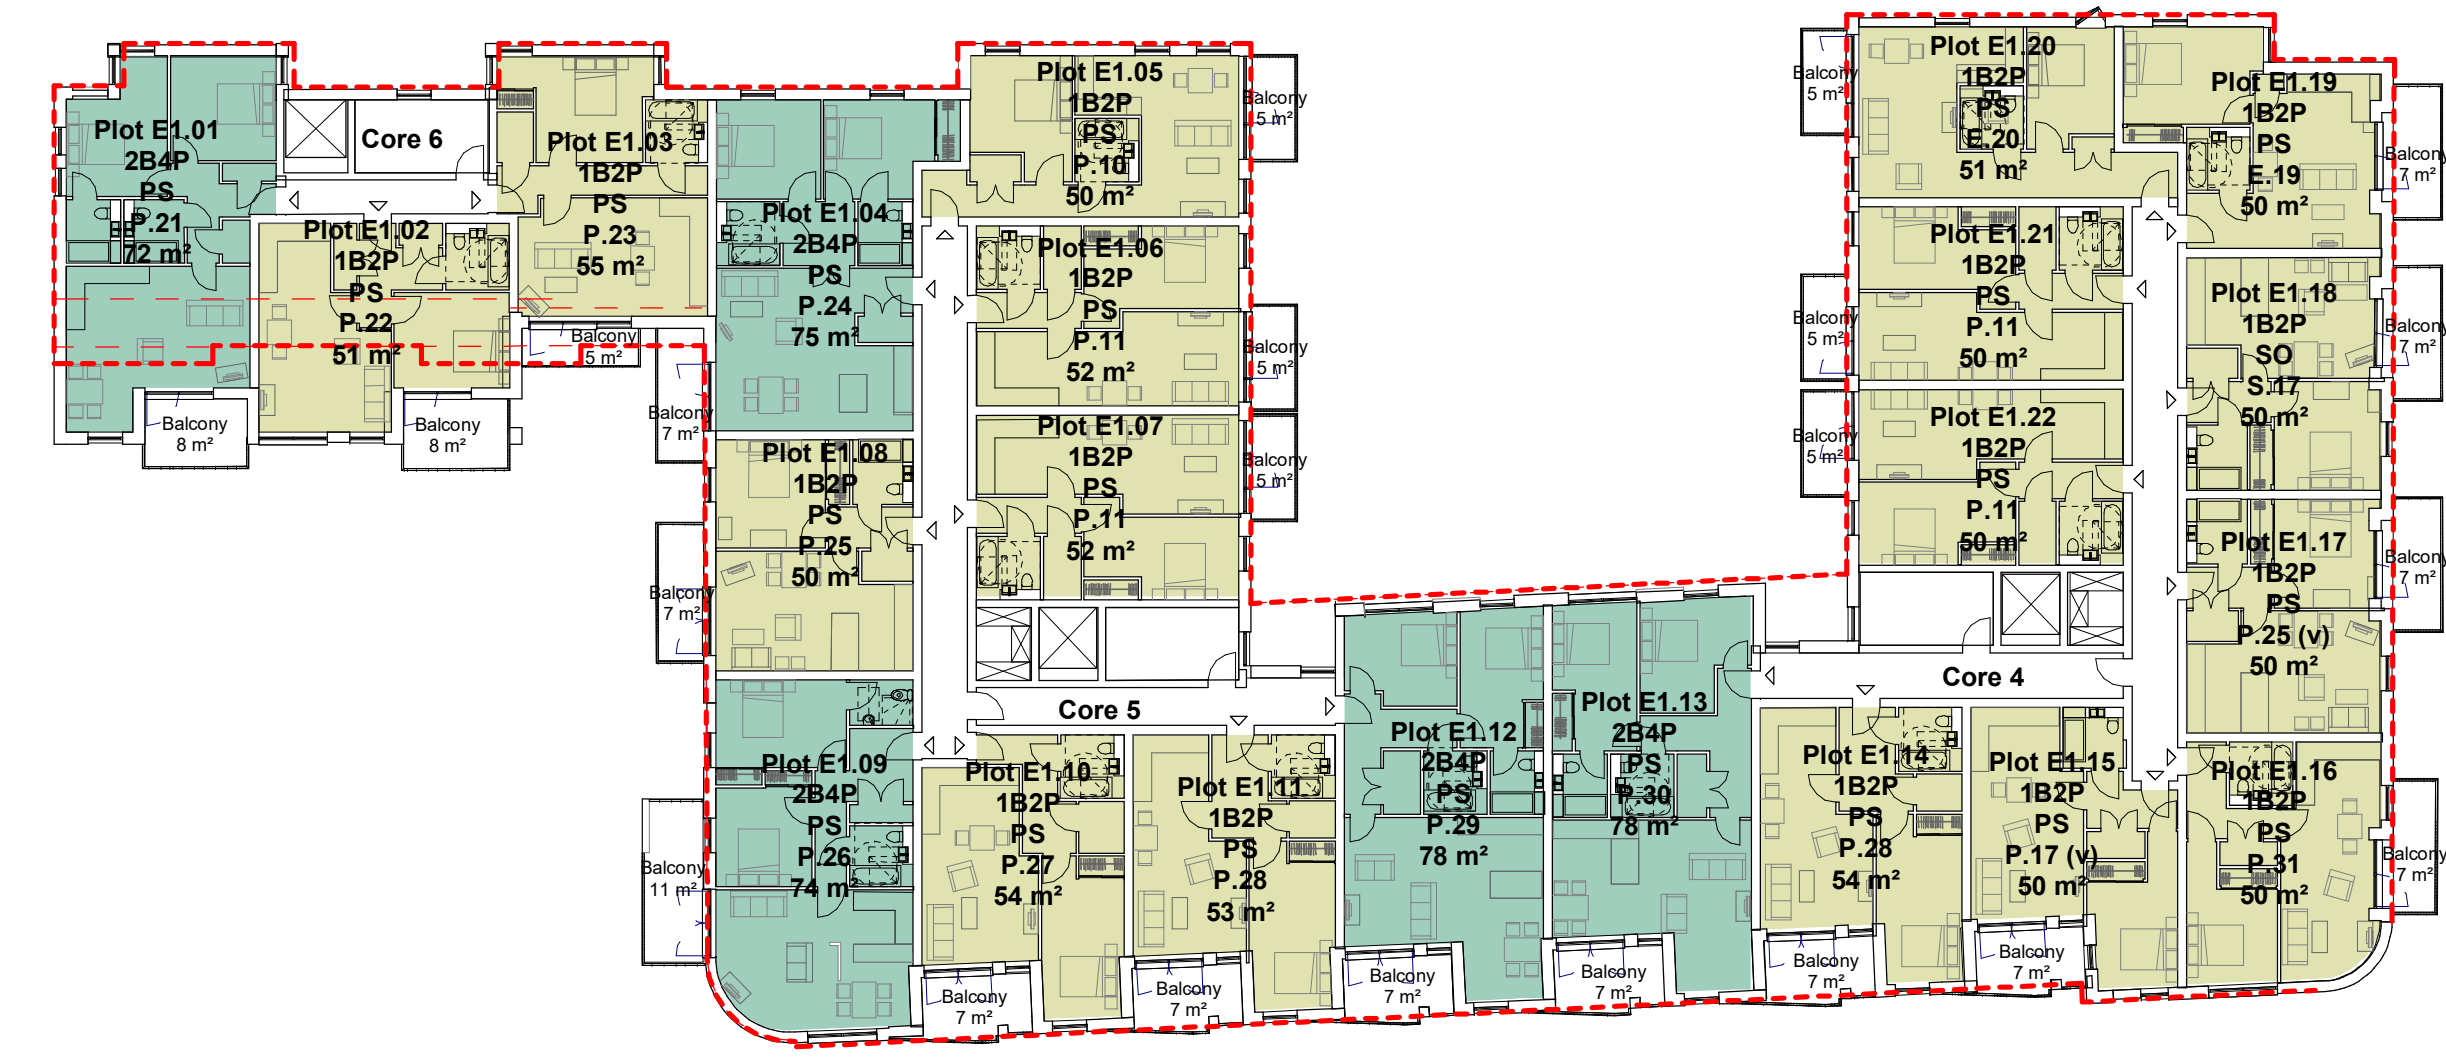 Plot E1.01
2B4P
PS
P.21
72 m²
Core 6
Plot E1.02
1B2P
PS
P.22
51 m²
Plot E1.03
1B2P
PS
P.23
55 m²
Balcony
8 m²
Balcony
8 m²
Balcony
5 m²
Plot E1.04
2B4P
PS
P.24
75 m²
Balcony
7 m²
Plot E1.05
1B2P
PS
P.10
50 m²
Balcony
5 m²
Plot E1.06
1B2P
PS
P.11
52 m²
Balcony
5 m²
Plot E1.07
1B2P
PS
P.11
52 m²
Balcony
5 m²
Plot E1.08
1B2P
PS
P.25
50 m²
Balcony
7 m²
Plot E1.09
2B4P
PS
P.26
74 m²
Balcony
11 m²
Core 5
Plot E1.10
1B2P
PS
P.27
54 m²
Balcony
7 m²
Plot E1.11
1B2P
PS
P.28
53 m²
Balcony
7 m²
Plot E1.12
2B4P
PS
P.29
78 m²
Balcony
7 m²
Plot E1.13
2B4P
PS
P.30
78 m²
Balcony
7 m²
Core 4
Plot E1.14
1B2P
PS
P.28
54 m²
Balcony
7 m²
Plot E1.15
1B2P
PS
P.17 (v)
50 m²
Balcony
7 m²
Plot E1.16
1B2P
PS
P.31
50 m²
Balcony
7 m²
Plot E1.17
1B2P
PS
P.25 (v)
50 m²
Balcony
7 m²
Plot E1.18
1B2P
SO
S.17
50 m²
Balcony
7 m²
Plot E1.19
1B2P
PS
E.19
50 m²
Balcony
7 m²
Plot E1.20
1B2P
PS
E.20
51 m²
Balcony
5 m²
Plot E1.21
1B2P
PS
P.11
50 m²
Balcony
5 m²
Plot E1.22
1B2P
PS
P.11
50 m²
Balcony
5 m²